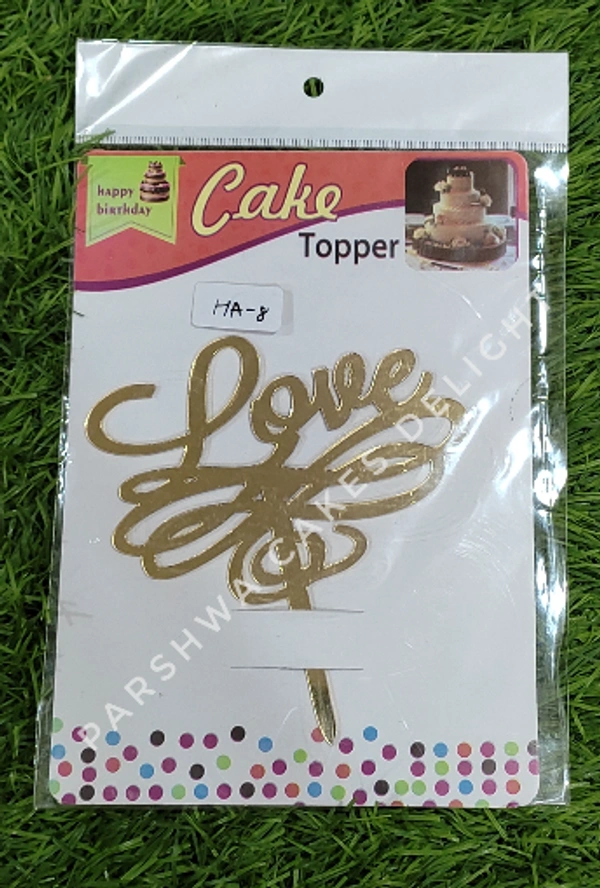 happy
birthday
Cake
Topper
HA-8
Love
PARSHWA CAKES DELIGHT